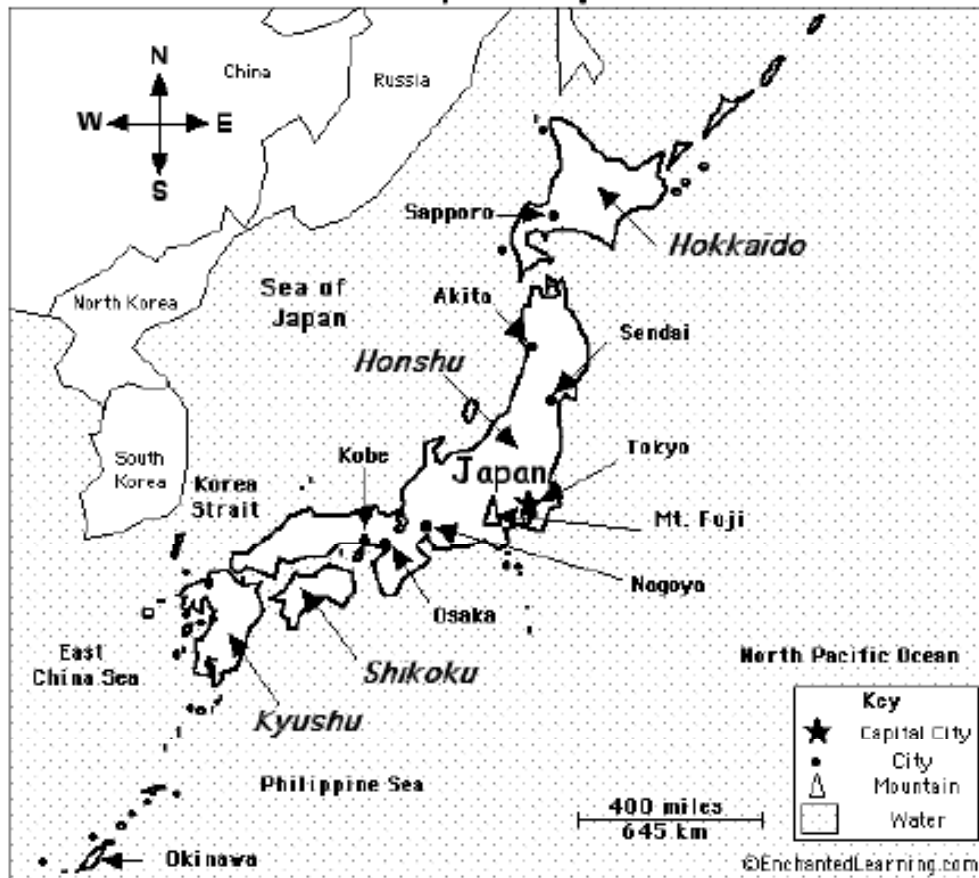 N
China
Russia
W E
S
Sapporo
Hokkaido
North Korea
Sea of
Japan
Akita
Sendai
Honshu
South
Korea
Kobe
Tokyo
Japan
Korea
Strait
Mt. Fuji
Nagoya
Osaka
East
China Sea
Shikoku
North Pacific Ocean
Kyushu
Key
Capital City
City
Mountain
Water
Philippine Sea
400 miles
645 km
Okinawa
©EnchantedLearning.com